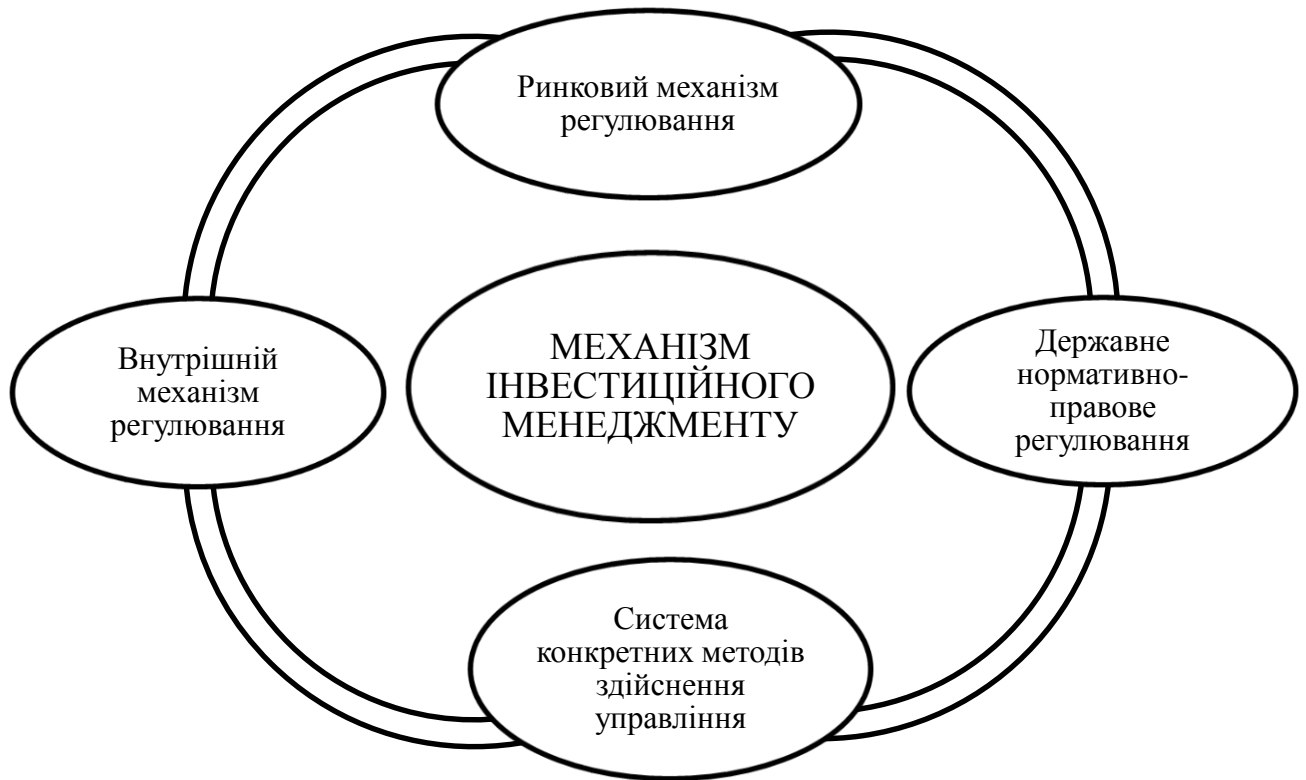 Ринковий механізм
регулювання
Внутрішній
механізм
регулювання
МЕХАНІЗМ
ІНВЕСТИЦІЙНОГО
МЕНЕДЖМЕНТУ
Державне
нормативно-
правове
регулювання
Система
конкретних методів
здійснення
управління